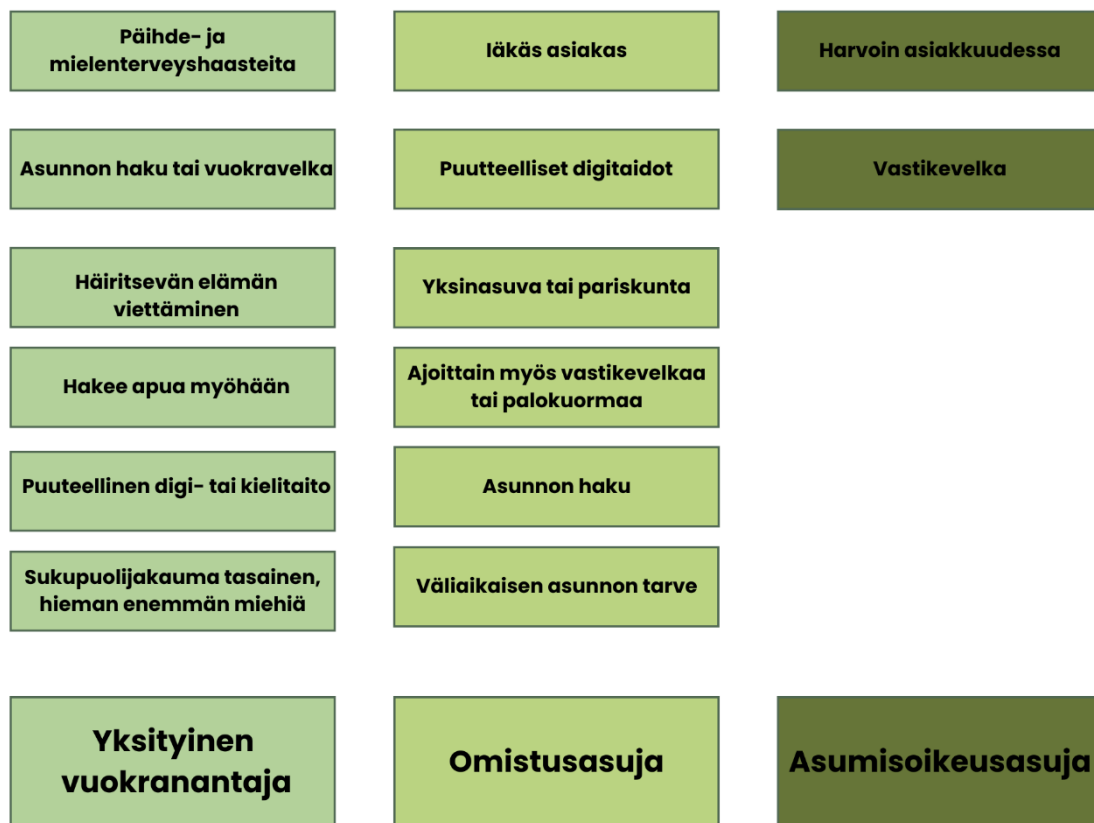 Päihde- ja
mielenterveyshaasteita
Asunnon haku tai vuokravelka
Häiritsevän elämän
viettäminen
Hakee apua myöhään
Puuteellinen digi- tai kielitaito
Sukupuolijakauma tasainen,
hieman enemmän miehiä
Yksityinen
vuokranantaja
Iäkäs asiakas
Puutteelliset digitaidot
Yksinasuva tai pariskunta
Ajoittain myös vastikevelkaa
tai palokuormaa
Asunnon haku
Väliaikaisen asunnon tarve
Omistusasuja
Harvoin asiakkuudessa
Vastikevelka
Asumisoikeusasuja